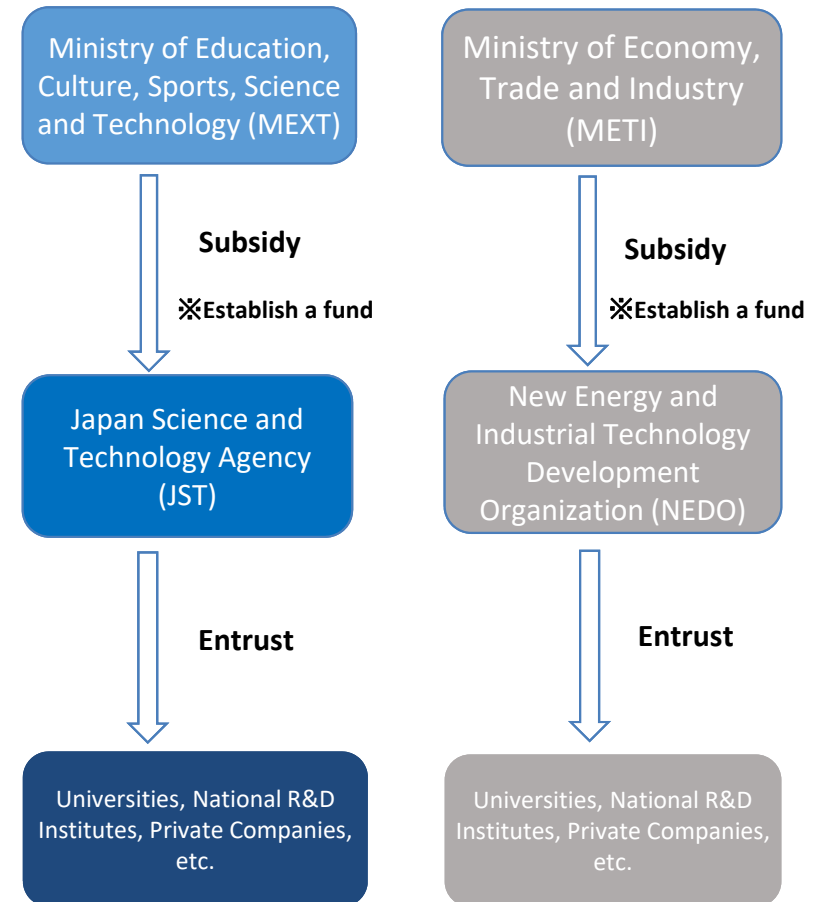 Ministry of Education,
Culture, Sports, Science
and Technology (MEXT)
Subsidy
※Establish a fund
Japan Science and
Technology Agency
(JST)
Entrust
Universities, National R&D
Institutes, Private Companies,
etc.
Ministry of Economy,
Trade and Industry
(METI)
Subsidy
※Establish a fund
New Energy and
Industrial Technology
Development
Organization (NEDO)
Entrust
Universities, National R&D
Institutes, Private Companies,
etc.